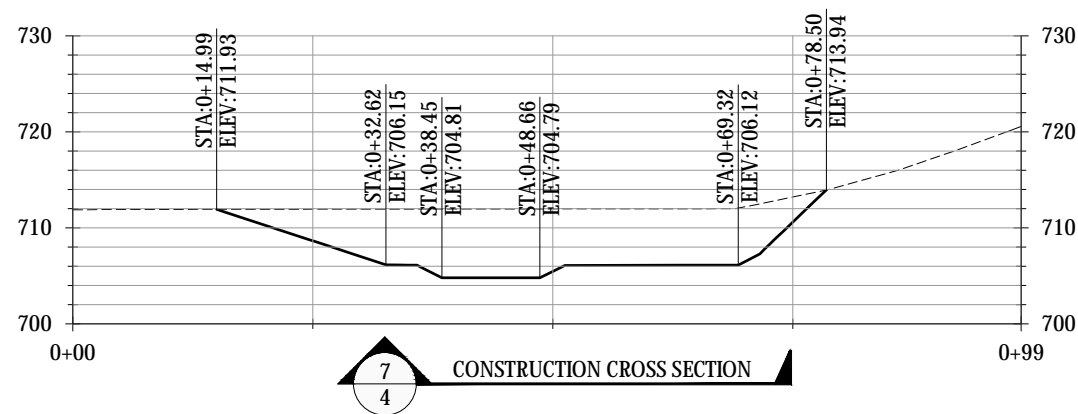 730
720
710
700
STA:0+14.99
ELEV:711.93
STA:0+32.62
ELEV:706.15
STA:0+38.45
ELEV:704.81
STA:0+48.66
ELEV:704.79
STA:0+69.32
ELEV:706.12
STA:0+78.50
ELEV:713.94
730
720
710
700
0+00
0+99
7
4
CONSTRUCTION CROSS SECTION